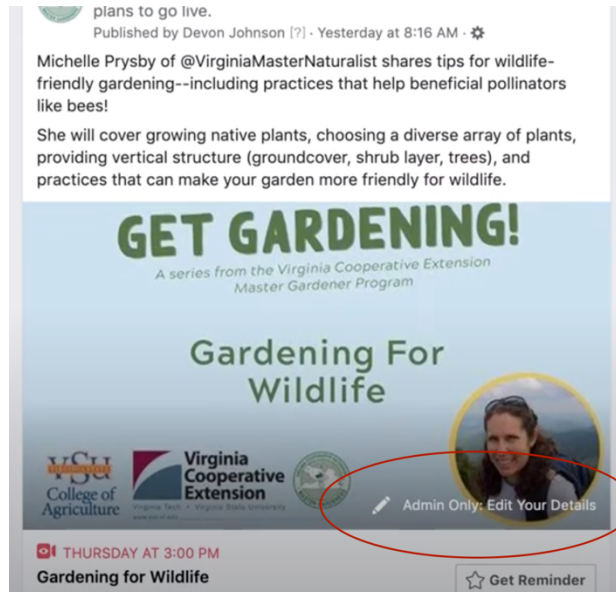 plans to go live.
Published by Devon Johnson [?] · Yesterday at 8:16 AM ·
Michelle Prysby of @VirginiaMasterNaturalist shares tips for wildlife-
friendly gardening--including practices that help beneficial pollinators
like bees!
She will cover growing native plants, choosing a diverse array of plants,
providing vertical structure (groundcover, shrub layer, trees), and
practices that can make your garden more friendly for wildlife.
GET GARDENING!
A series from the Virginia Cooperative Extension
Master Gardener Program
Gardening For
Wildlife
VSU
College of
Agriculture
Virginia
Cooperative
Extension
Virginia Tech • Virginia State University
Admin Only: Edit Your Details
THURSDAY AT 3:00 PM
Gardening for Wildlife
Get Reminder